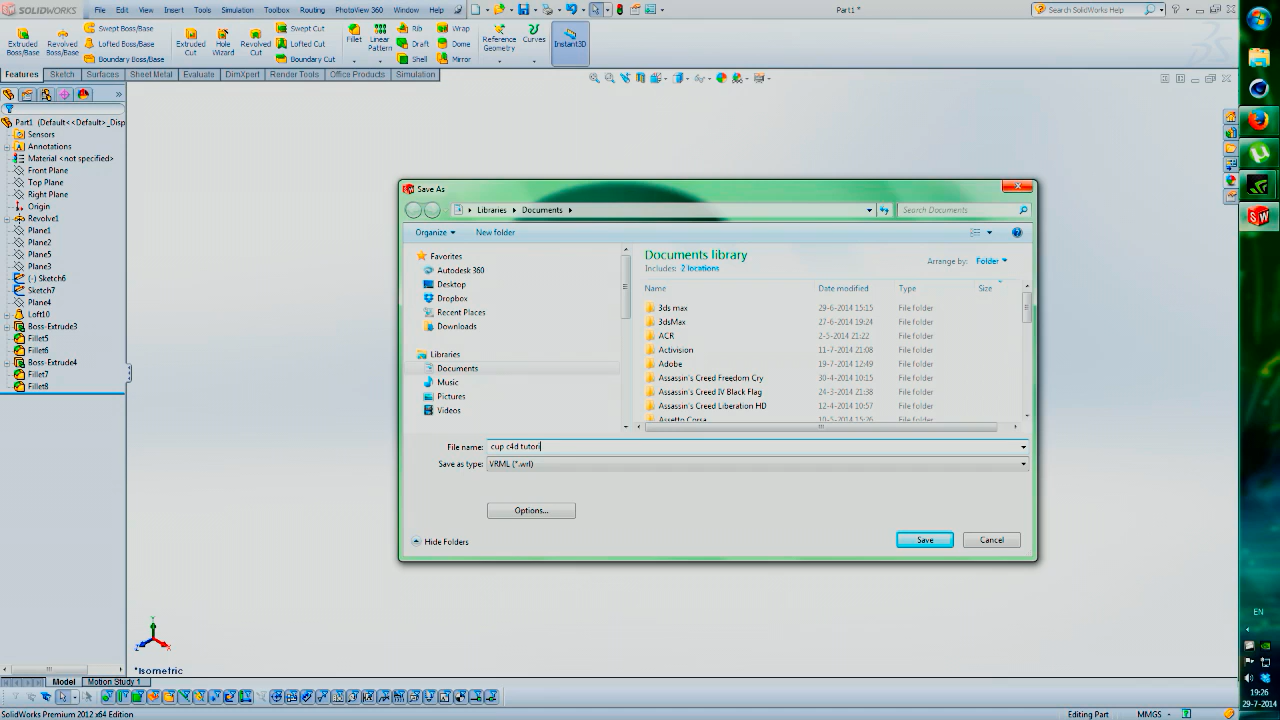 SOLIDWORKS File Edit View Insert Tools Simulation Toolbox Routing PhotoView 360 Window Help Part1 * Search SolidWorks Help
Extruded Boss/Base
Revolved Boss/Base
Swept Boss/Base
Lofted Boss/Base
Boundary Boss/Base
Extruded Cut
Hole Wizard
Revolved Cut
Swept Cut
Lofted Cut
Boundary Cut
Fillet
Linear Pattern
Rib
Draft
Shell
Wrap
Dome
Mirror
Reference Geometry
Curves
Instant3D
Features Sketch Surfaces Sheet Metal Evaluate DimXpert Render Tools Office Products Simulation
Part1 (Default<<Default>_Disp
Sensors
Annotations
Material <not specified>
Front Plane
Top Plane
Right Plane
Origin
Revolve1
Plane1
Plane2
Plane5
Plane3
(-) Sketch6
Sketch7
Plane4
Loft10
Boss-Extrude3
Fillet5
Fillet6
Boss-Extrude4
Fillet7
Fillet8
Save As
Libraries Documents Search Documents
Organize New folder
Favorites
Autodesk 360
Desktop
Dropbox
Recent Places
Downloads
Libraries
Documents
Music
Pictures
Videos
Documents library
Includes: 2 locations
Arrange by: Folder
Name Date modified Type Size
3ds max 29-6-2014 15:15 File folder
3dsMax 27-6-2014 19:24 File folder
ACR 2-5-2014 21:22 File folder
Activision 11-7-2014 21:08 File folder
Adobe 19-7-2014 12:49 File folder
Assassin's Creed Freedom Cry 30-4-2014 10:15 File folder
Assassin's Creed IV Black Flag 24-3-2014 21:38 File folder
Assassin's Creed Liberation HD 12-4-2014 10:57 File folder
Assetto Corsa 10-5-2014 15:26 File folder
File name: cup c4d tutori
Save as type: VRML (*.wrl)
Options...
Hide Folders Save Cancel
Y
X
Z
*Isometric
Model Motion Study 1
SolidWorks Premium 2012 x64 Edition Editing Part MMGS
EN
19:26
29-7-2014